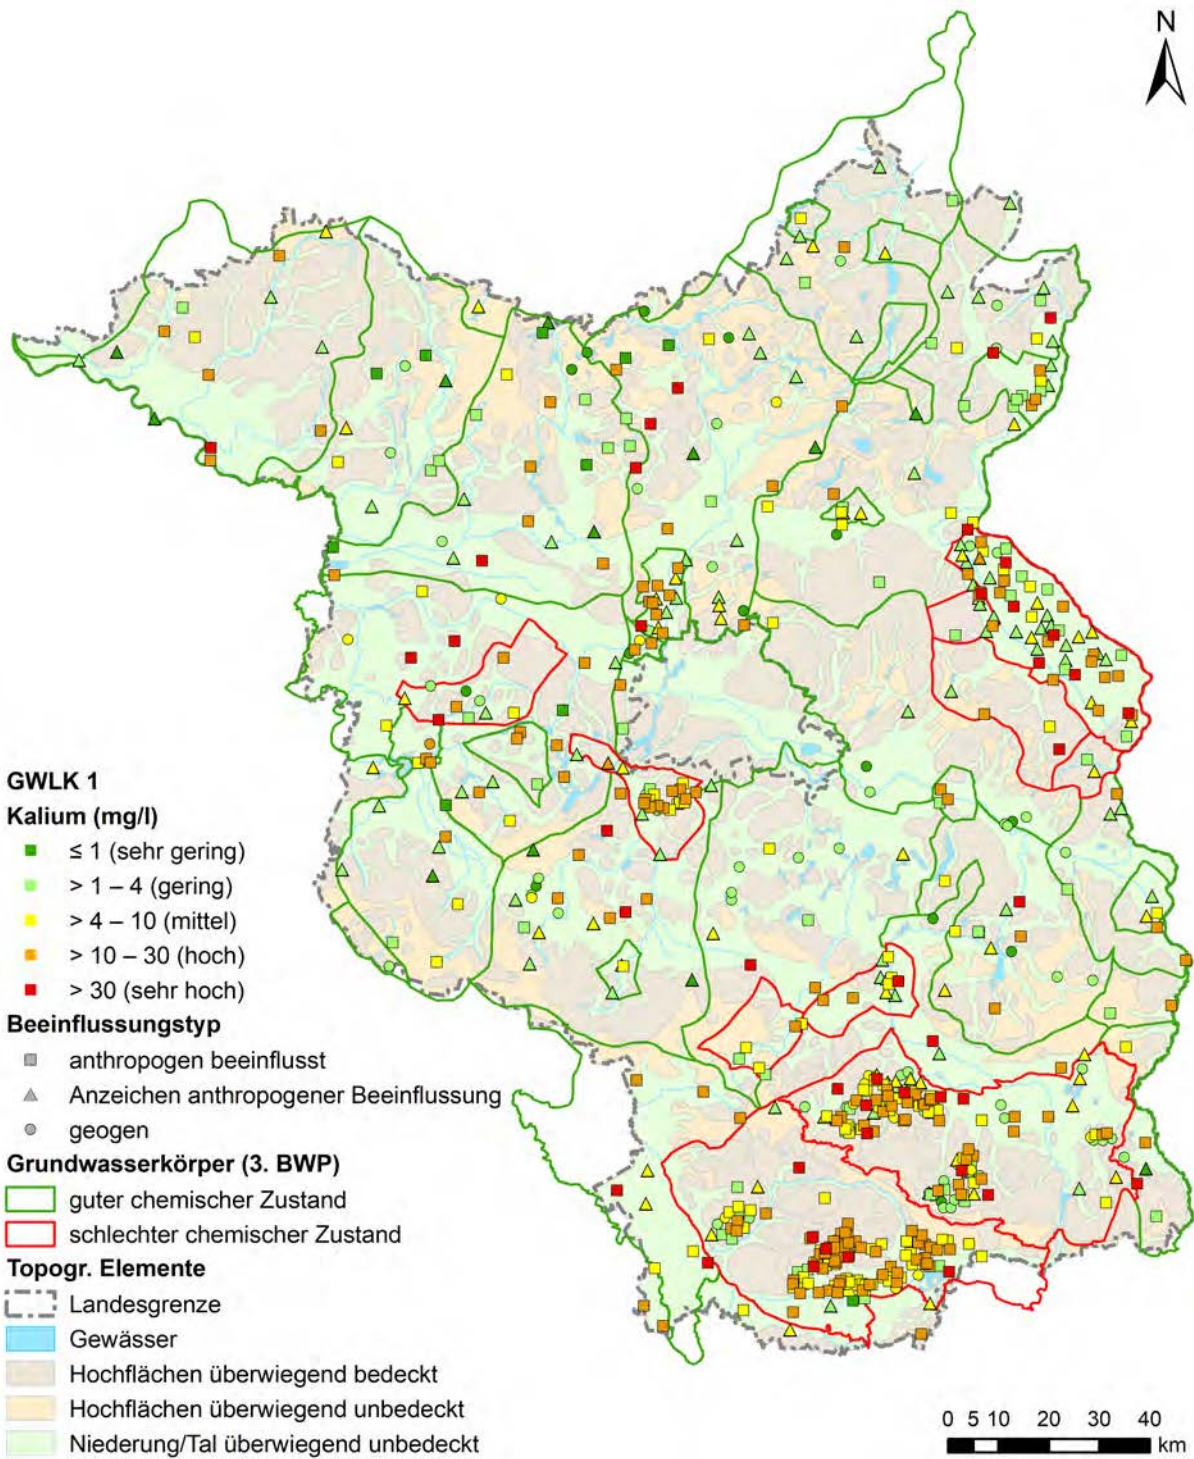 N
GWLK 1
Kalium (mg/l)
≤ 1 (sehr gering)
> 1 – 4 (gering)
> 4 – 10 (mittel)
> 10 – 30 (hoch)
> 30 (sehr hoch)
Beeinflussungstyp
anthropogen beeinflusst
Anzeichen anthropogener Beeinflussung
geogen
Grundwasserkörper (3. BWP)
guter chemischer Zustand
schlechter chemischer Zustand
Topogr. Elemente
Landesgrenze
Gewässer
Hochflächen überwiegend bedeckt
Hochflächen überwiegend unbedeckt
Niederung/Tal überwiegend unbedeckt
0 5 10 20 30 40
km